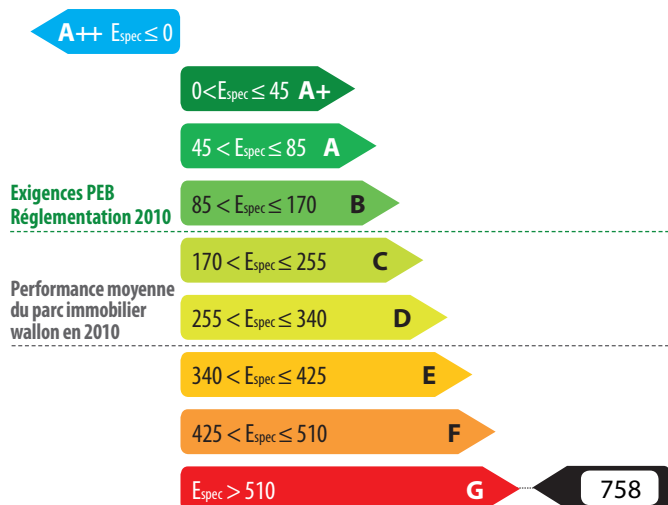 A++ Espec ≤ 0
0<Espec ≤ 45 A+
45 < Espec ≤ 85 A
Exigences PEB
Réglementation 2010
85 < Espec ≤ 170 B
170 < Espec ≤ 255 C
Performance moyenne
du parc immobilier
wallon en 2010
255 < Espec ≤ 340 D
340 < Espec ≤ 425 E
425 < Espec ≤ 510 F
Espec > 510 G 758